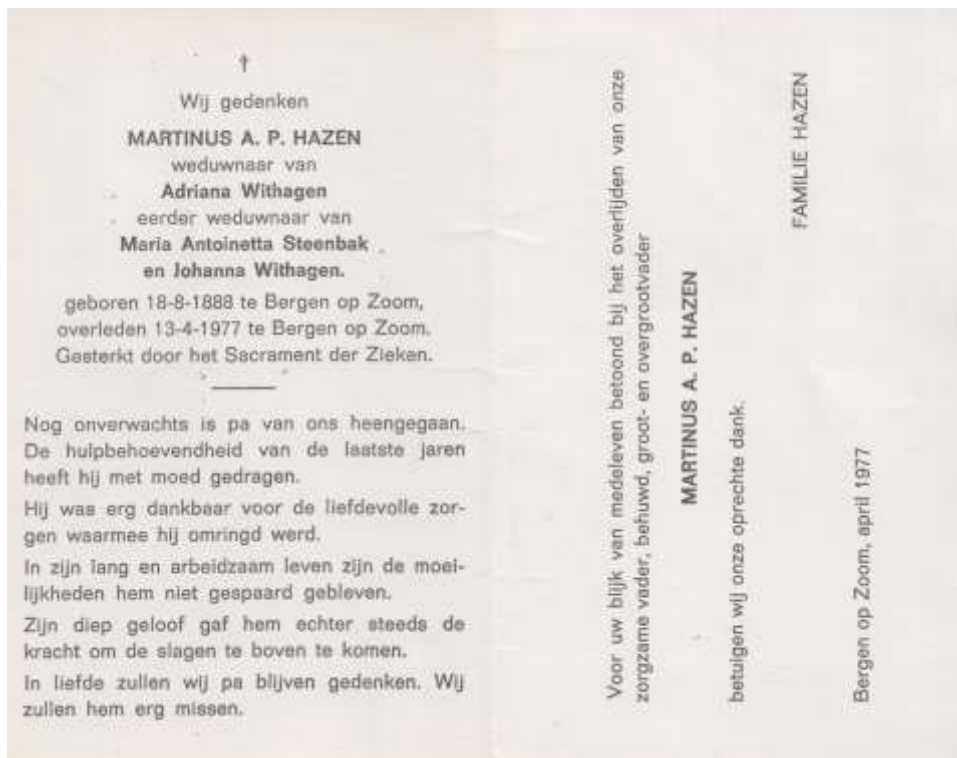 †
Wij gedenken
MARTINUS A. P. HAZEN
weduwnaar van
Adriana Withagen
eerder weduwnaar van
Maria Antoinetta Steenbak
en Johanna Withagen.
geboren 18-8-1888 te Bergen op Zoom,
overleden 13-4-1977 te Bergen op Zoom.
Gesterkt door het Sacrament der Zieken.
Nog onverwachts is pa van ons heengegaan.
De hulpbehoevendheid van de laatste jaren
heeft hij met moed gedragen.
Hij was erg dankbaar voor de liefdevolle zor-
gen waarmee hij omringd werd.
In zijn lang en arbeidzaam leven zijn de moei-
lijkheden hem niet gespaard gebleven.
Zijn diep geloof gaf hem echter steeds de
kracht om de slagen te boven te komen.
In liefde zullen wij pa blijven gedenken. Wij
zullen hem erg missen.
Voor uw blijk van medeleven betoond bij het overlijden van onze
zorgzame vader, behuwd, groot- en overgrootvader
MARTINUS A. P. HAZEN
betuigen wij onze oprechte dank.
FAMILIE HAZEN
Bergen op Zoom, april 1977